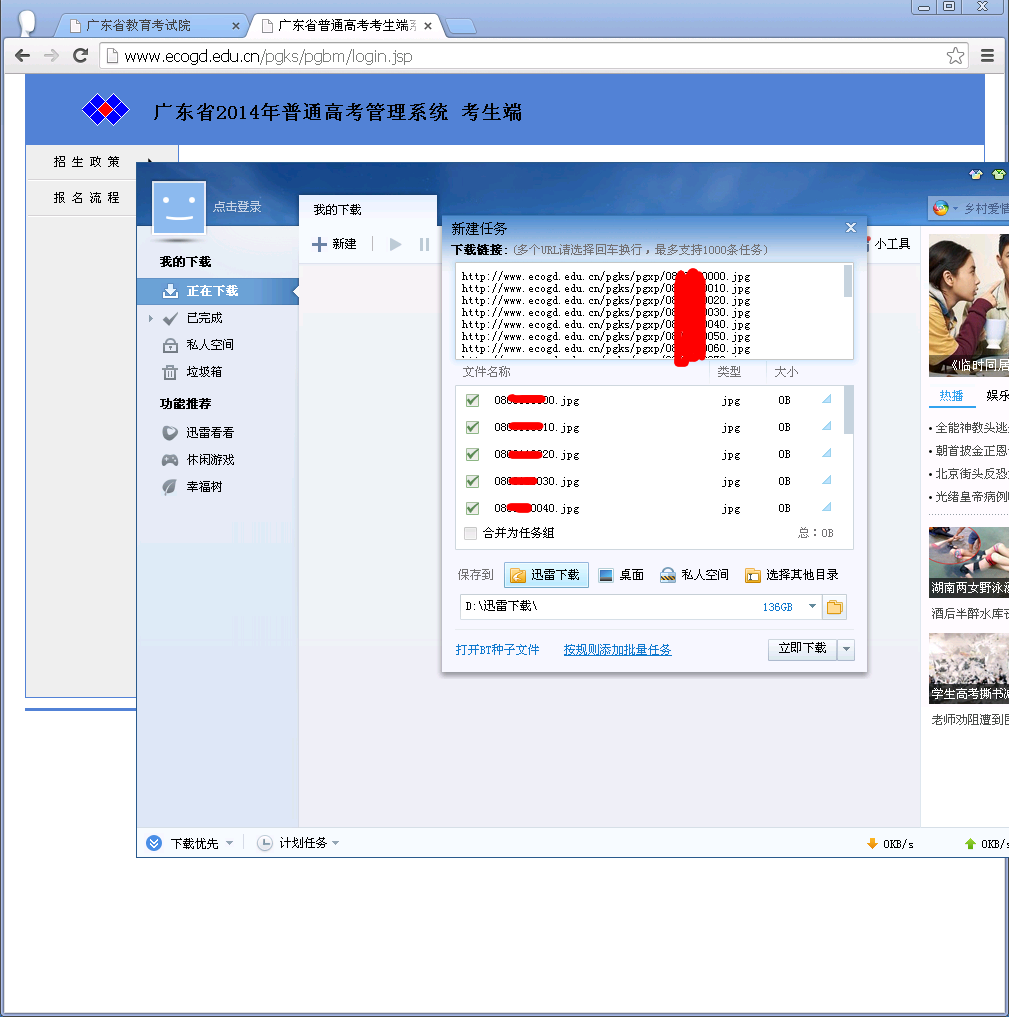 广东省教育考试院
广东省普通高考考生端
www.ecogd.edu.cn/pgks/pgbm/login.jsp
广东省2014年普通高考管理系统 考生端
招生政策
报名流程
点击登录
我的下载
新建
小工具
乡村爱情
我的下载
正在下载
已完成
私人空间
垃圾箱
功能推荐
迅雷看看
休闲游戏
幸福树
新建任务
下载链接：(多个URL请选择回车换行，最多支持1000条任务)
http://www.ecogd.edu.cn/pgks/pgxp/08 0000.jpg
http://www.ecogd.edu.cn/pgks/pgxp/08 0010.jpg
http://www.ecogd.edu.cn/pgks/pgxp/08 0020.jpg
http://www.ecogd.edu.cn/pgks/pgxp/08 0030.jpg
http://www.ecogd.edu.cn/pgks/pgxp/08 0040.jpg
http://www.ecogd.edu.cn/pgks/pgxp/08 0050.jpg
http://www.ecogd.edu.cn/pgks/pgxp/08 0060.jpg
文件名称 类型 大小
08 00.jpg jpg 0B
08 10.jpg jpg 0B
08 020.jpg jpg 0B
08 030.jpg jpg 0B
08 0040.jpg jpg 0B
合并为任务组 总：0B
保存到 迅雷下载 桌面 私人空间 选择其他目录
D:\迅雷下载\ 136GB
打开BT种子文件 按规则添加批量任务 立即下载
《临时同居
热播 娱乐
全能神教头逃
朝首披金正恩
北京街头反恐
光绪皇帝病例
湖南两女野泳
酒后半醉水库
学生高考撕书
老师劝阻遭到
下载优先 计划任务 0KB/s 0KB/s